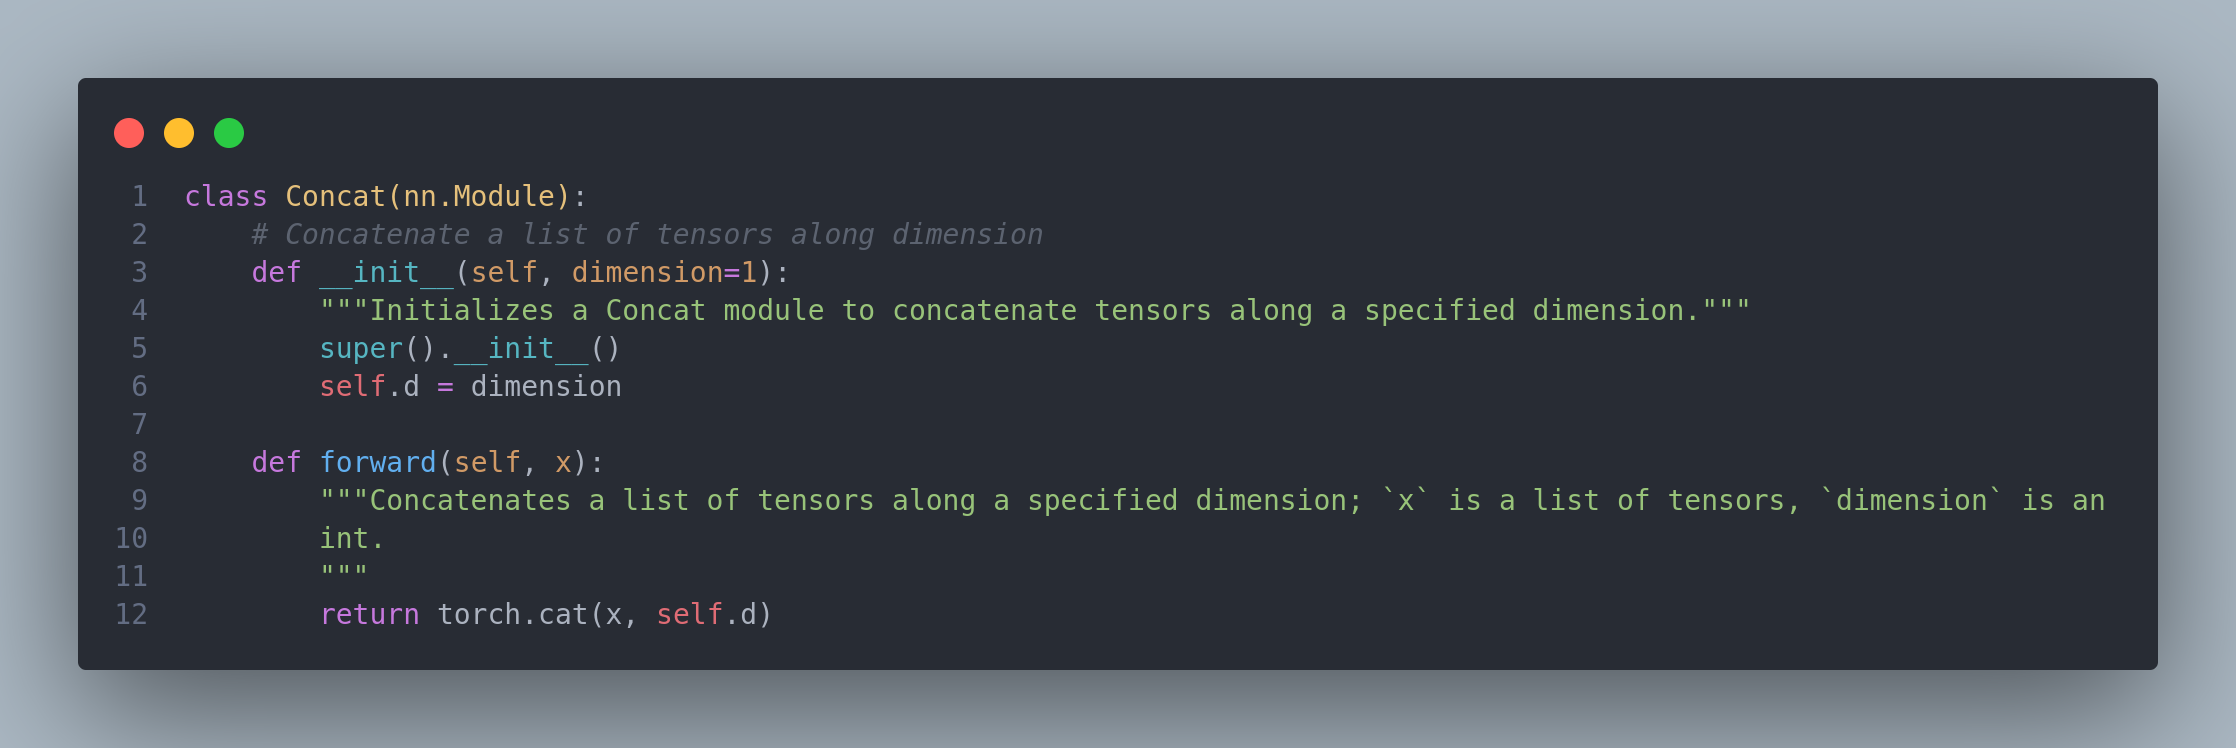 1 class Concat(nn.Module):
2     # Concatenate a list of tensors along dimension
3     def __init__(self, dimension=1):
4         """Initializes a Concat module to concatenate tensors along a specified dimension."""
5         super().__init__()
6         self.d = dimension
7
8     def forward(self, x):
9         """Concatenates a list of tensors along a specified dimension; `x` is a list of tensors, `dimension` is an
10         int.
11         """
12         return torch.cat(x, self.d)